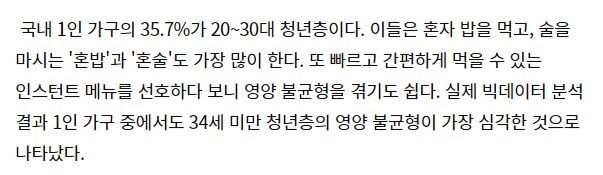 국내 1인 가구의 35.7%가 20~30대 청년층이다. 이들은 혼자 밥을 먹고, 술을
마시는 '혼밥'과 '혼술'도 가장 많이 한다. 또 빠르고 간편하게 먹을 수 있는
인스턴트 메뉴를 선호하다 보니 영양 불균형을 겪기도 쉽다. 실제 빅데이터 분석
결과 1인 가구 중에서도 34세 미만 청년층의 영양 불균형이 가장 심각한 것으로
나타났다.